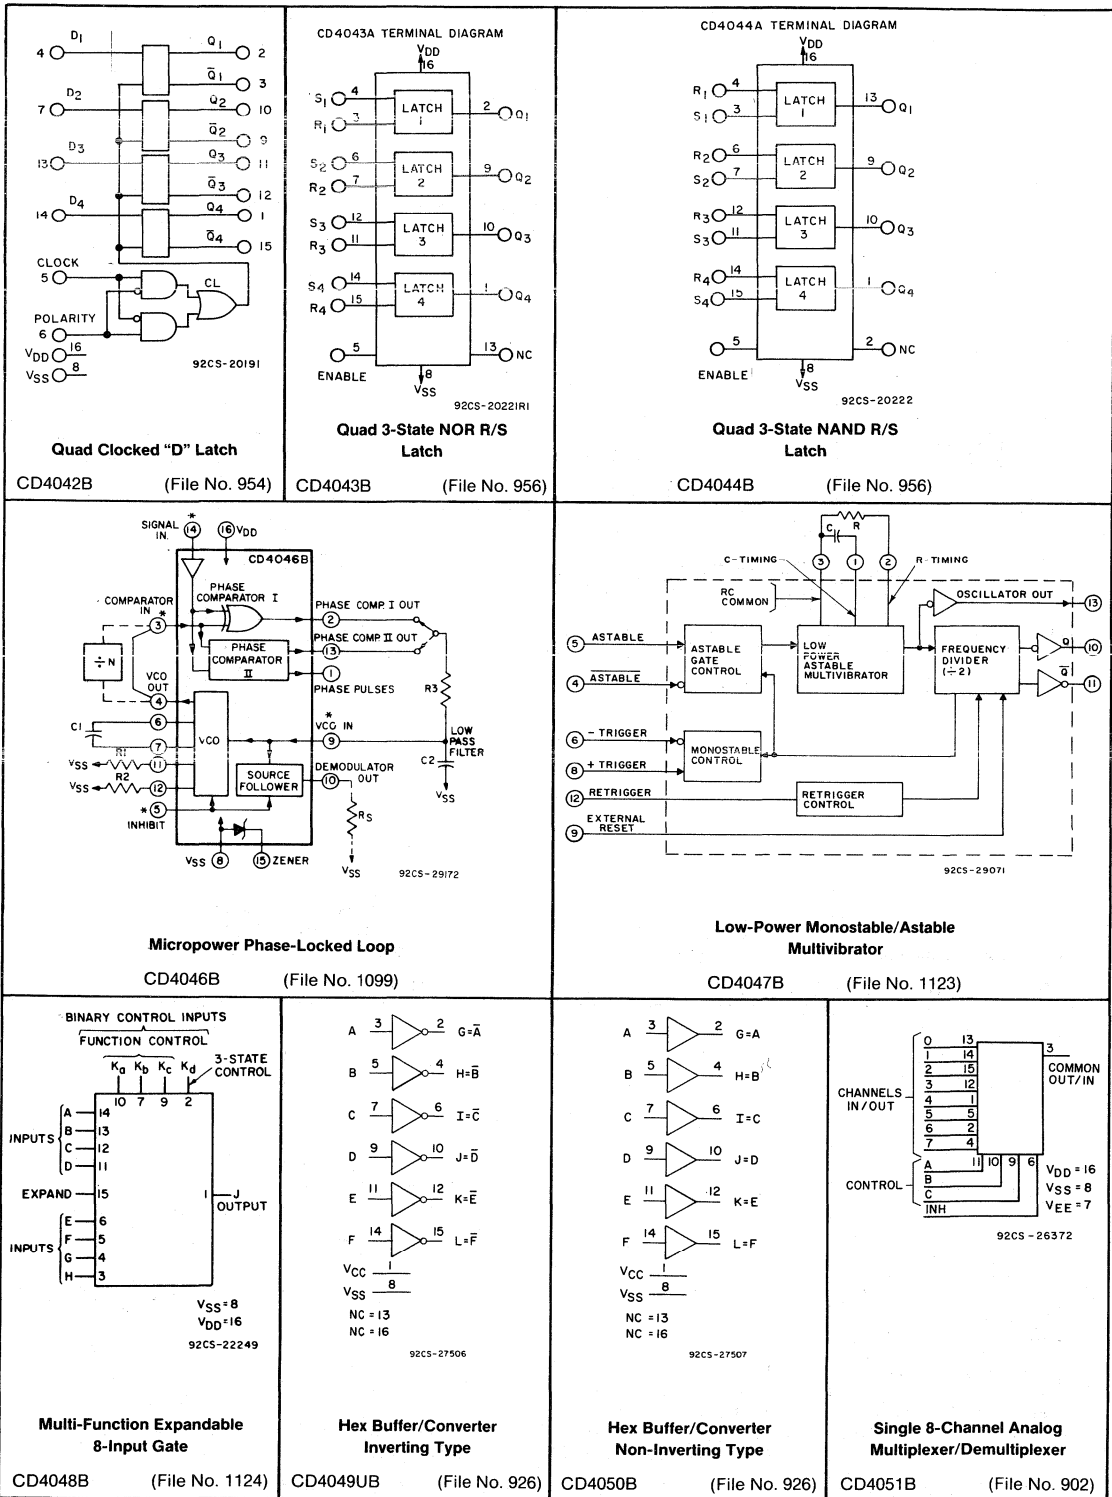 D1
4
Q1
2
Q̅1
3
D2
7
Q2
10
Q̅2
9
D3
13
Q3
11
Q̅3
12
D4
14
Q4
1
Q̅4
15
CLOCK
5
CL
POLARITY
6
VDD 16
VSS 8
92CS-20191
Quad Clocked “D” Latch
CD4042B (File No. 954)
CD4043A TERMINAL DIAGRAM
VDD
16
S1 4
R1 3
LATCH
1
2 Q1
S2 6
R2 7
LATCH
2
9 Q2
S3 12
R3 11
LATCH
3
10 Q3
S4 14
R4 15
LATCH
4
1 Q4
5
ENABLE
13 NC
8
VSS
92CS-20221R1
Quad 3-State NOR R/S
Latch
CD4043B (File No. 956)
CD4044A TERMINAL DIAGRAM
VDD
16
R1 4
S1 3
LATCH
1
13 Q1
R2 6
S2 7
LATCH
2
9 Q2
R3 12
S3 11
LATCH
3
10 Q3
R4 14
S4 15
LATCH
4
1 Q4
5
ENABLE
2 NC
8
VSS
92CS-20222
Quad 3-State NAND R/S
Latch
CD4044B (File No. 956)
SIGNAL
IN.
*
14
16 VDD
CD4046B
PHASE
COMPARATOR I
COMPARATOR
IN
*
3
PHASE COMP. I OUT
2
PHASE COMP II OUT
13
PHASE
COMPARATOR
II
1
PHASE PULSES
÷ N
VCO
OUT
4
R3
C1
6
7
VCO
*
VCO IN
9
LOW
PASS
FILTER
C2
VSS
VSS R1 11
VSS R2 12
SOURCE
FOLLOWER
DEMODULATOR
OUT
10
RS
VSS
* 5
INHIBIT
VSS 8
15 ZENER
92CS-29172
Micropower Phase-Locked Loop
CD4046B (File No. 1099)
R
C
3
1
2
C-TIMING
R-TIMING
RC
COMMON
OSCILLATOR OUT
13
5 ASTABLE
4 A̅S̅T̅A̅B̅L̅E̅
ASTABLE
GATE
CONTROL
LOW
POWER
ASTABLE
MULTIVIBRATOR
FREQUENCY
DIVIDER
(÷2)
Q
10
Q̅
11
6 – TRIGGER
8 + TRIGGER
MONOSTABLE
CONTROL
12 RETRIGGER
RETRIGGER
CONTROL
9 EXTERNAL
RESET
92CS-29071
Low-Power Monostable/Astable
Multivibrator
CD4047B (File No. 1123)
BINARY CONTROL INPUTS
FUNCTION CONTROL
3-STATE
CONTROL
Ka Kb Kc Kd
10 7 9 2
INPUTS
A 14
B 13
C 12
D 11
EXPAND 15
1 J
OUTPUT
INPUTS
E 6
F 5
G 4
H 3
VSS=8
VDD=16
92CS-22249
Multi-Function Expandable
8-Input Gate
CD4048B (File No. 1124)
A 3 2 G=A̅
B 5 4 H=B̅
C 7 6 I=C̅
D 9 10 J=D̅
E 11 12 K=E̅
F 14 15 L=F̅
VCC 1
VSS 8
NC =13
NC =16
92CS-27506
Hex Buffer/Converter
Inverting Type
CD4049UB (File No. 926)
A 3 2 G=A
B 5 4 H=B
C 7 6 I=C
D 9 10 J=D
E 11 12 K=E
F 14 15 L=F
VCC 1
VSS 8
NC =13
NC =16
92CS-27507
Hex Buffer/Converter
Non-Inverting Type
CD4050B (File No. 926)
CHANNELS
IN/OUT
0 13
1 14
2 15
3 12
4 1
5 5
6 2
7 4
3
COMMON
OUT/IN
CONTROL
A
B
C
INH
11 10 9 6
VDD=16
VSS=8
VEE=7
92CS-26372
Single 8-Channel Analog
Multiplexer/Demultiplexer
CD4051B (File No. 902)